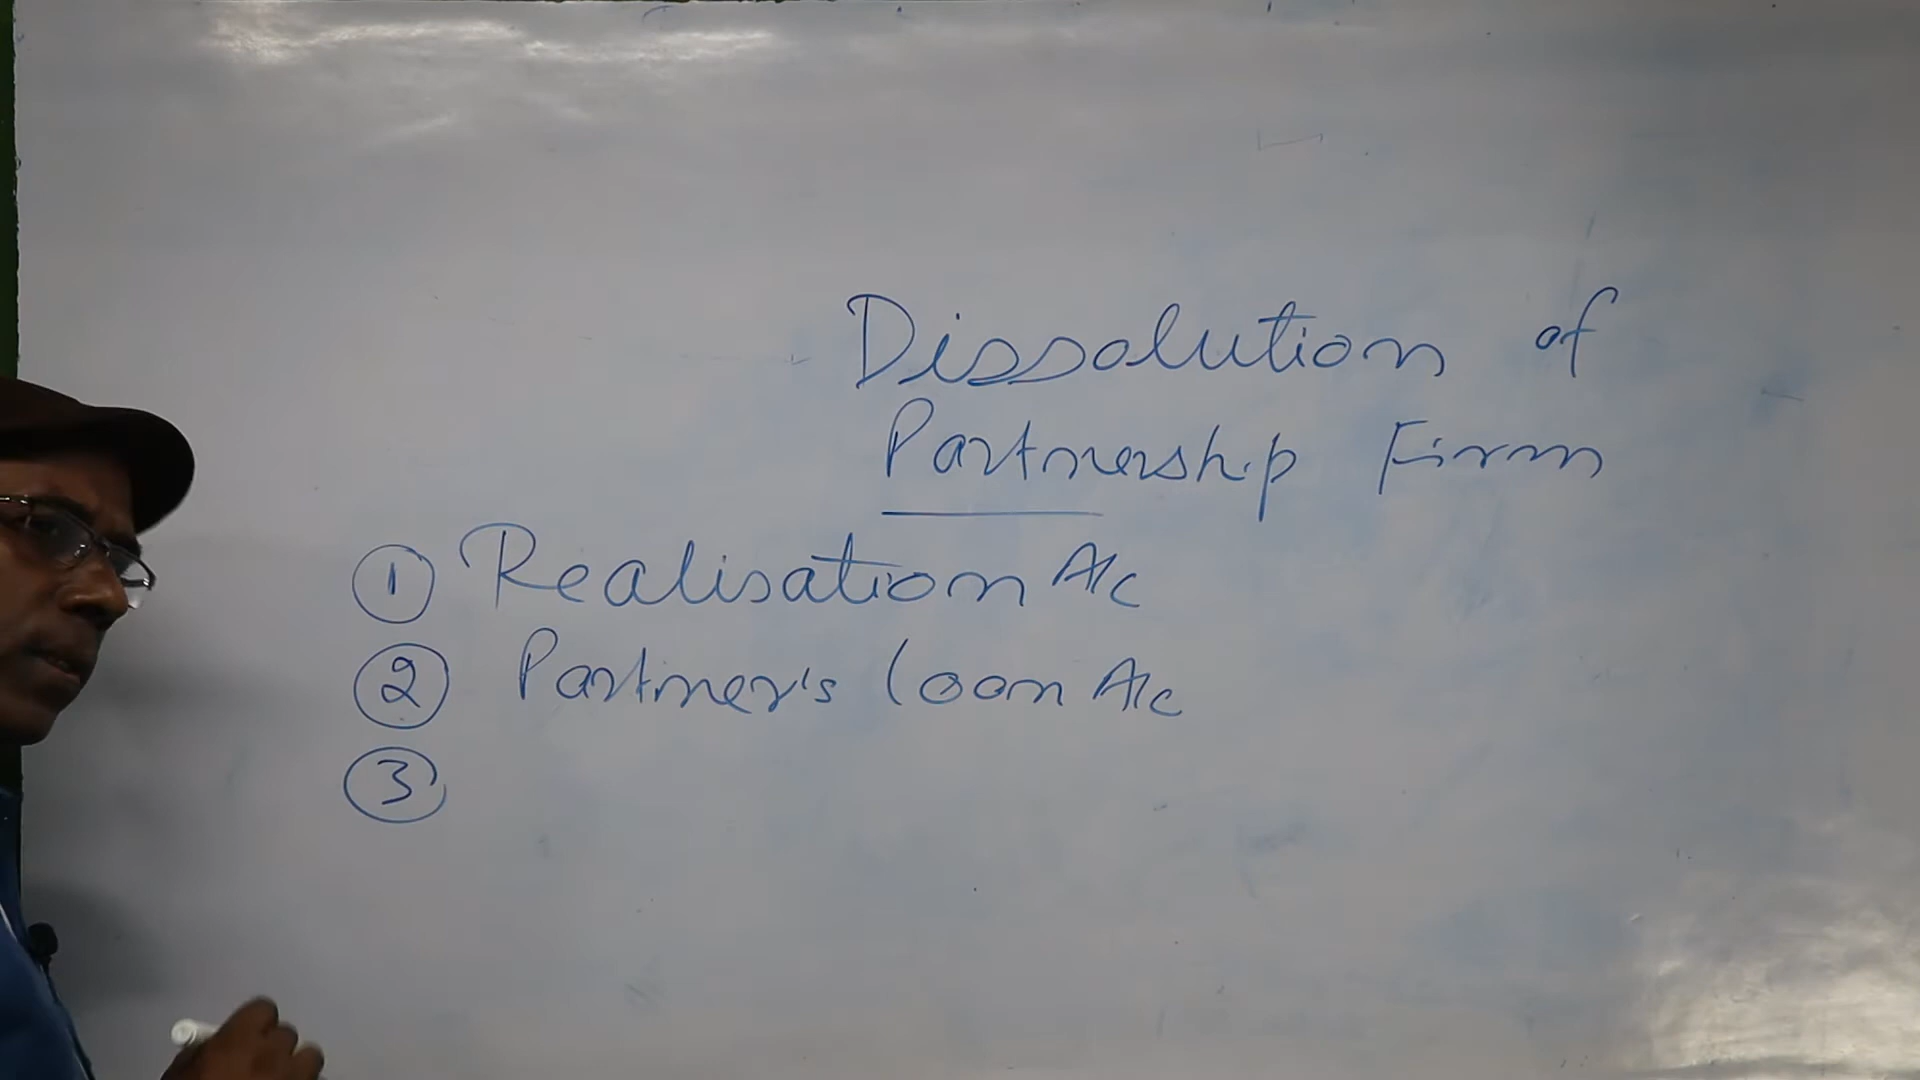 Dissolution of
Partnership Firm
① Realisation A/c
② Partner's loan A/c
③